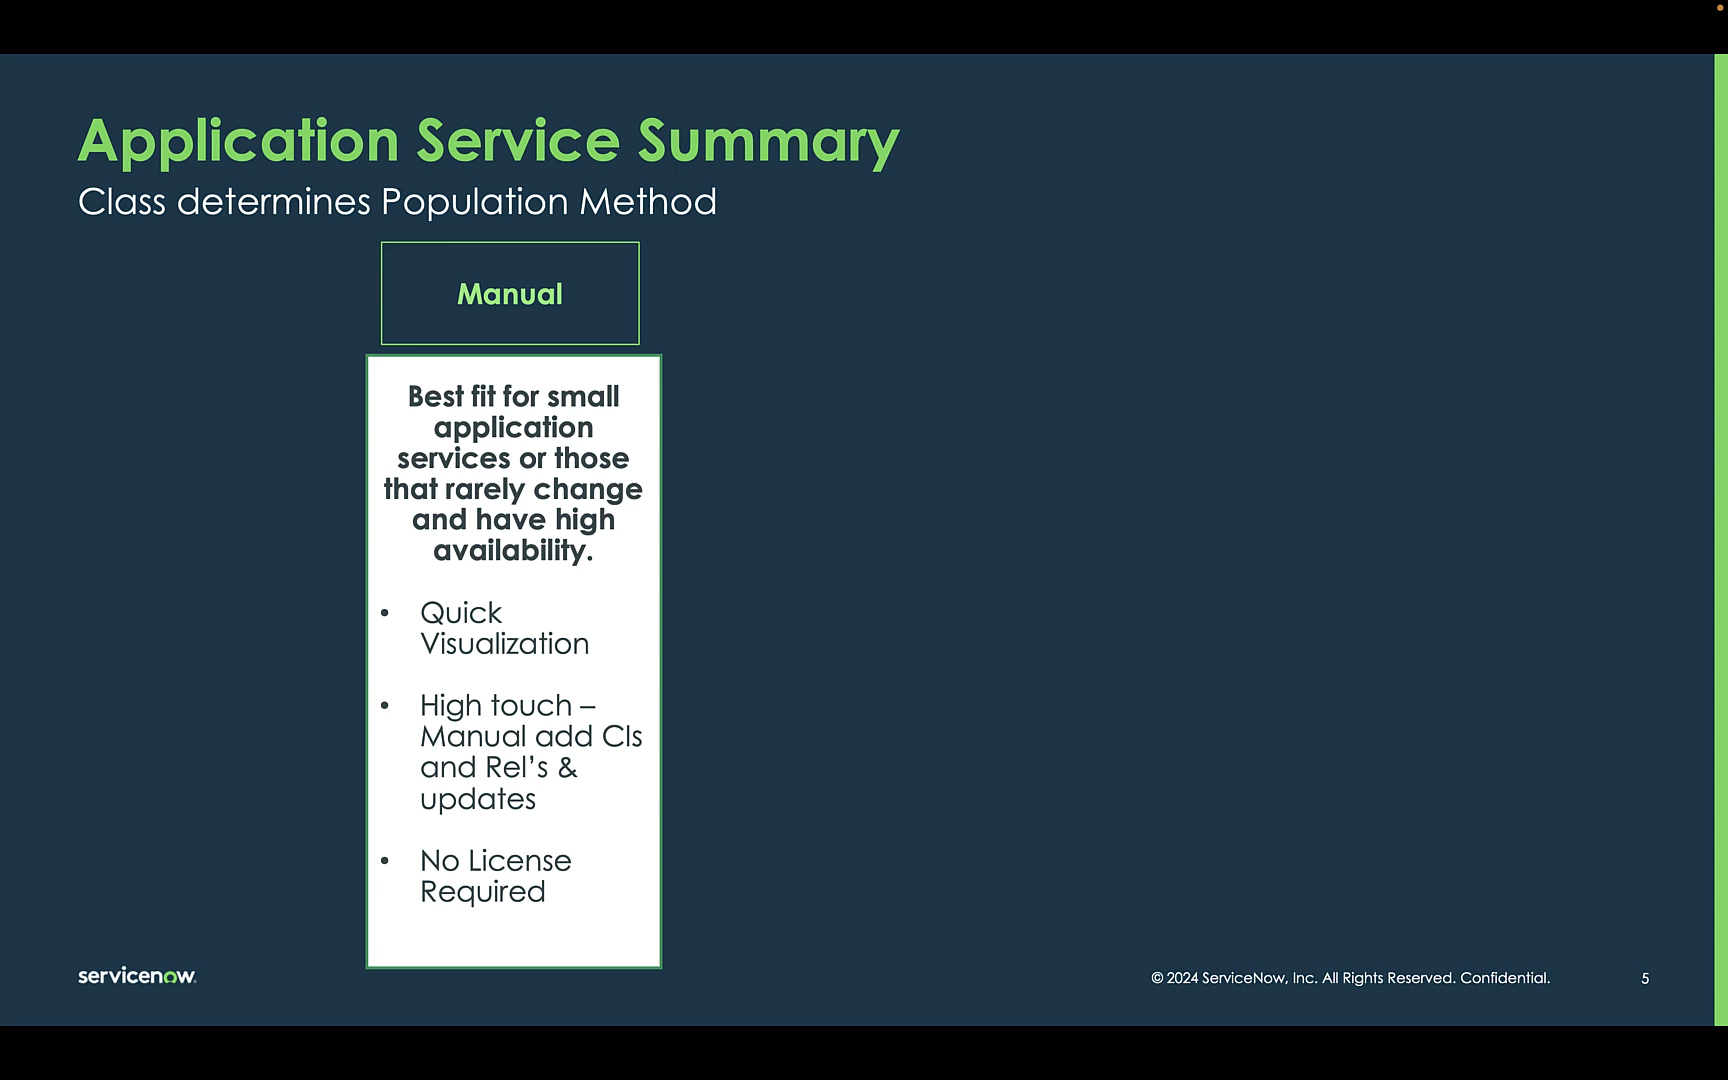 Application Service Summary
Class determines Population Method
Manual
Best fit for small
application
services or those
that rarely change
and have high
availability.
• Quick
Visualization
• High touch –
Manual add CIs
and Rel’s &
updates
• No License
Required
servicenow.
© 2024 ServiceNow, Inc. All Rights Reserved. Confidential.
5